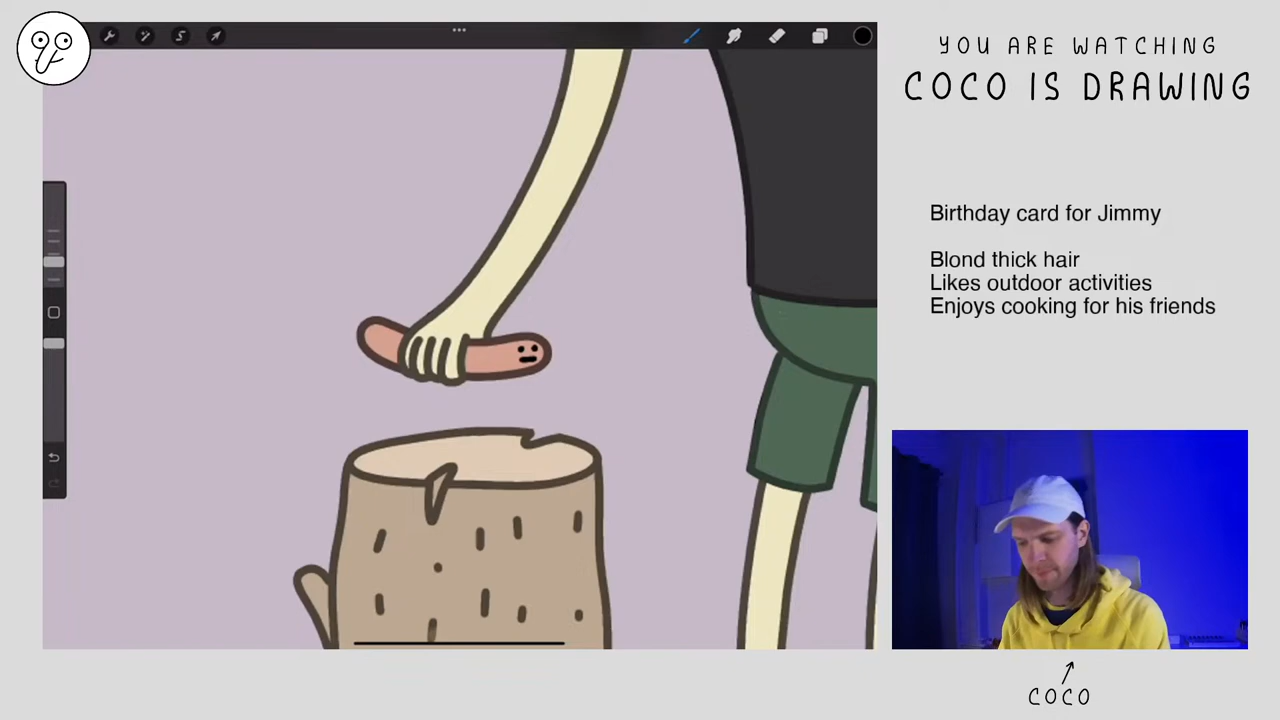 YOU ARE WATCHING
COCO IS DRAWING
Birthday card for Jimmy
Blond thick hair
Likes outdoor activities
Enjoys cooking for his friends
COCO